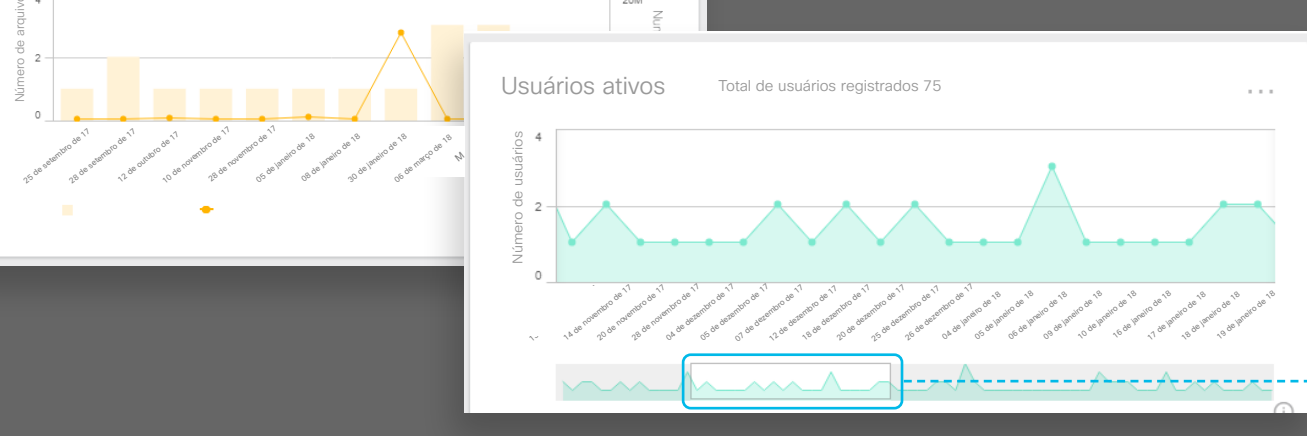 Número de arquivo
4
2
0
20M
25 de setembro de 17
28 de setembro de 17
12 de outubro de 17
10 de novembro de 17
28 de novembro de 17
05 de janeiro de 18
08 de janeiro de 18
30 de janeiro de 18
06 de março de 18
M
Usuários ativos
Total de usuários registrados 75
...
Número de usuários
4
2
0
14 de novembro de 17
20 de novembro de 17
28 de novembro de 17
04 de dezembro de 17
05 de dezembro de 17
07 de dezembro de 17
12 de dezembro de 17
18 de dezembro de 17
20 de dezembro de 17
25 de dezembro de 17
26 de dezembro de 17
04 de janeiro de 18
05 de janeiro de 18
06 de janeiro de 18
09 de janeiro de 18
10 de janeiro de 18
16 de janeiro de 18
17 de janeiro de 18
18 de janeiro de 18
19 de janeiro de 18